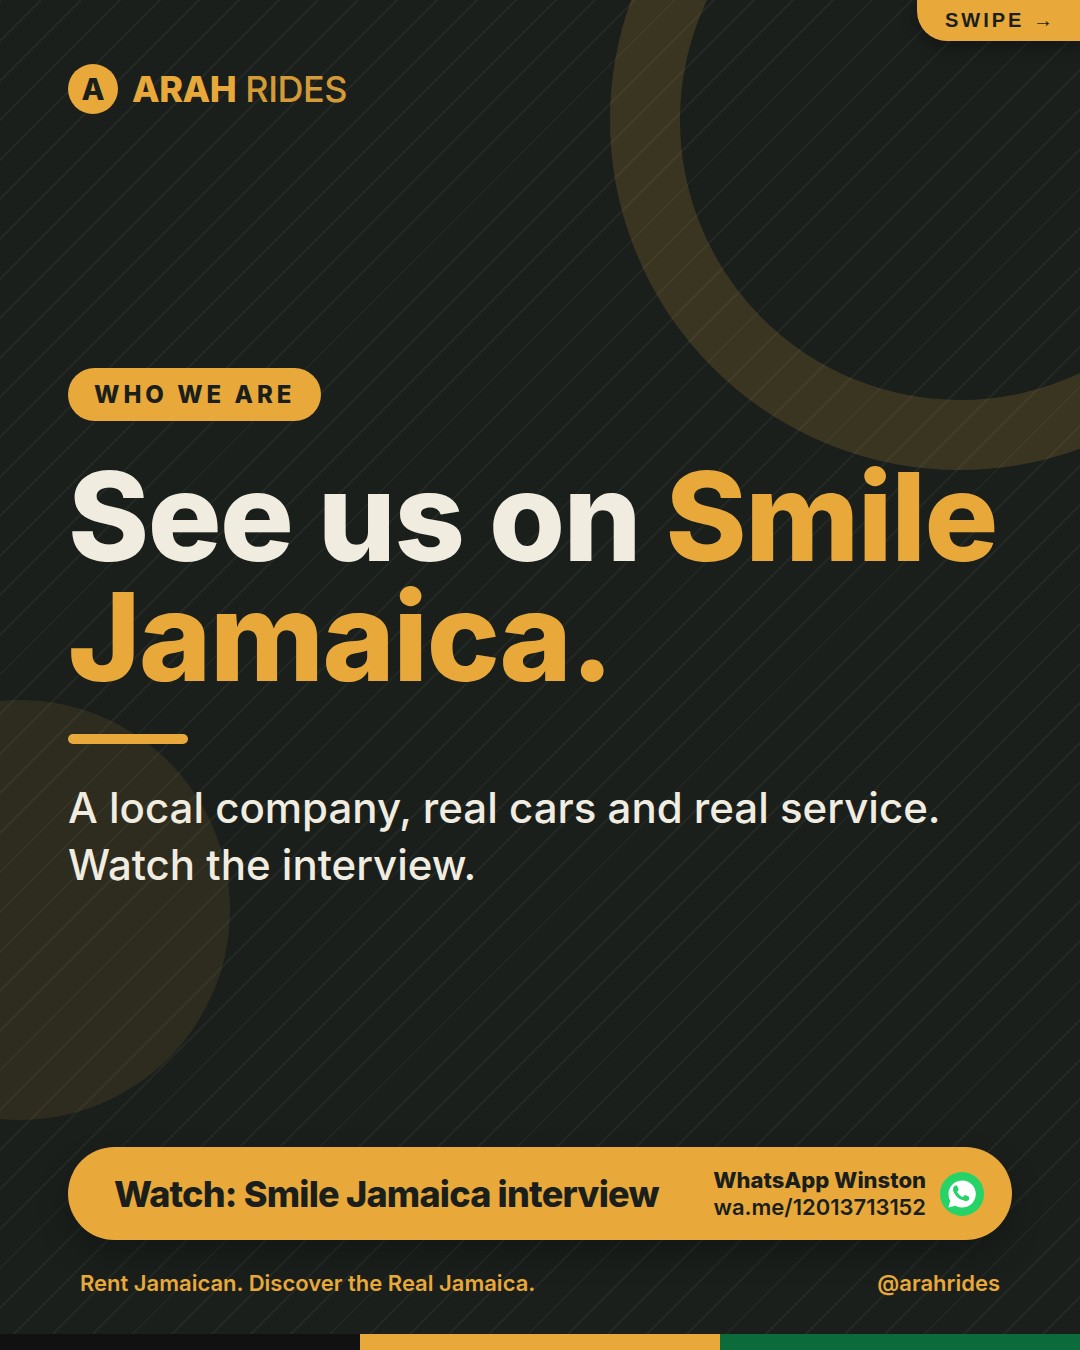 SWIPE →
A ARAH RIDES
WHO WE ARE
See us on Smile
Jamaica.
A local company, real cars and real service.
Watch the interview.
Watch: Smile Jamaica interview
WhatsApp Winston
wa.me/12013713152
Rent Jamaican. Discover the Real Jamaica.
@arahrides